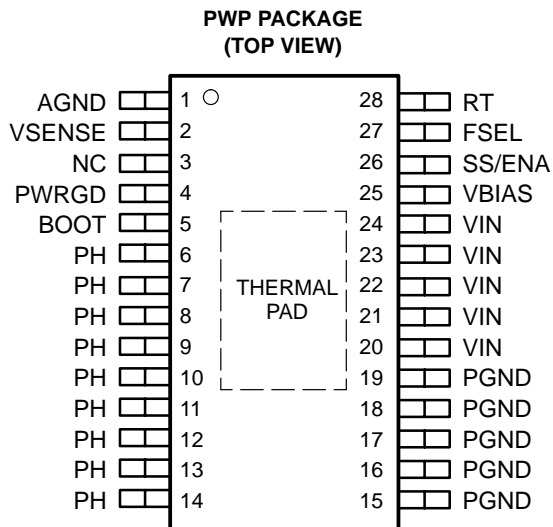 PWP PACKAGE
(TOP VIEW)
AGND 1 28 RT
VSENSE 2 27 FSEL
NC 3 26 SS/ENA
PWRGD 4 25 VBIAS
BOOT 5 24 VIN
PH 6 23 VIN
PH 7 22 VIN
PH 8 21 VIN
PH 9 20 VIN
PH 10 19 PGND
PH 11 18 PGND
PH 12 17 PGND
PH 13 16 PGND
PH 14 15 PGND
THERMAL
PAD